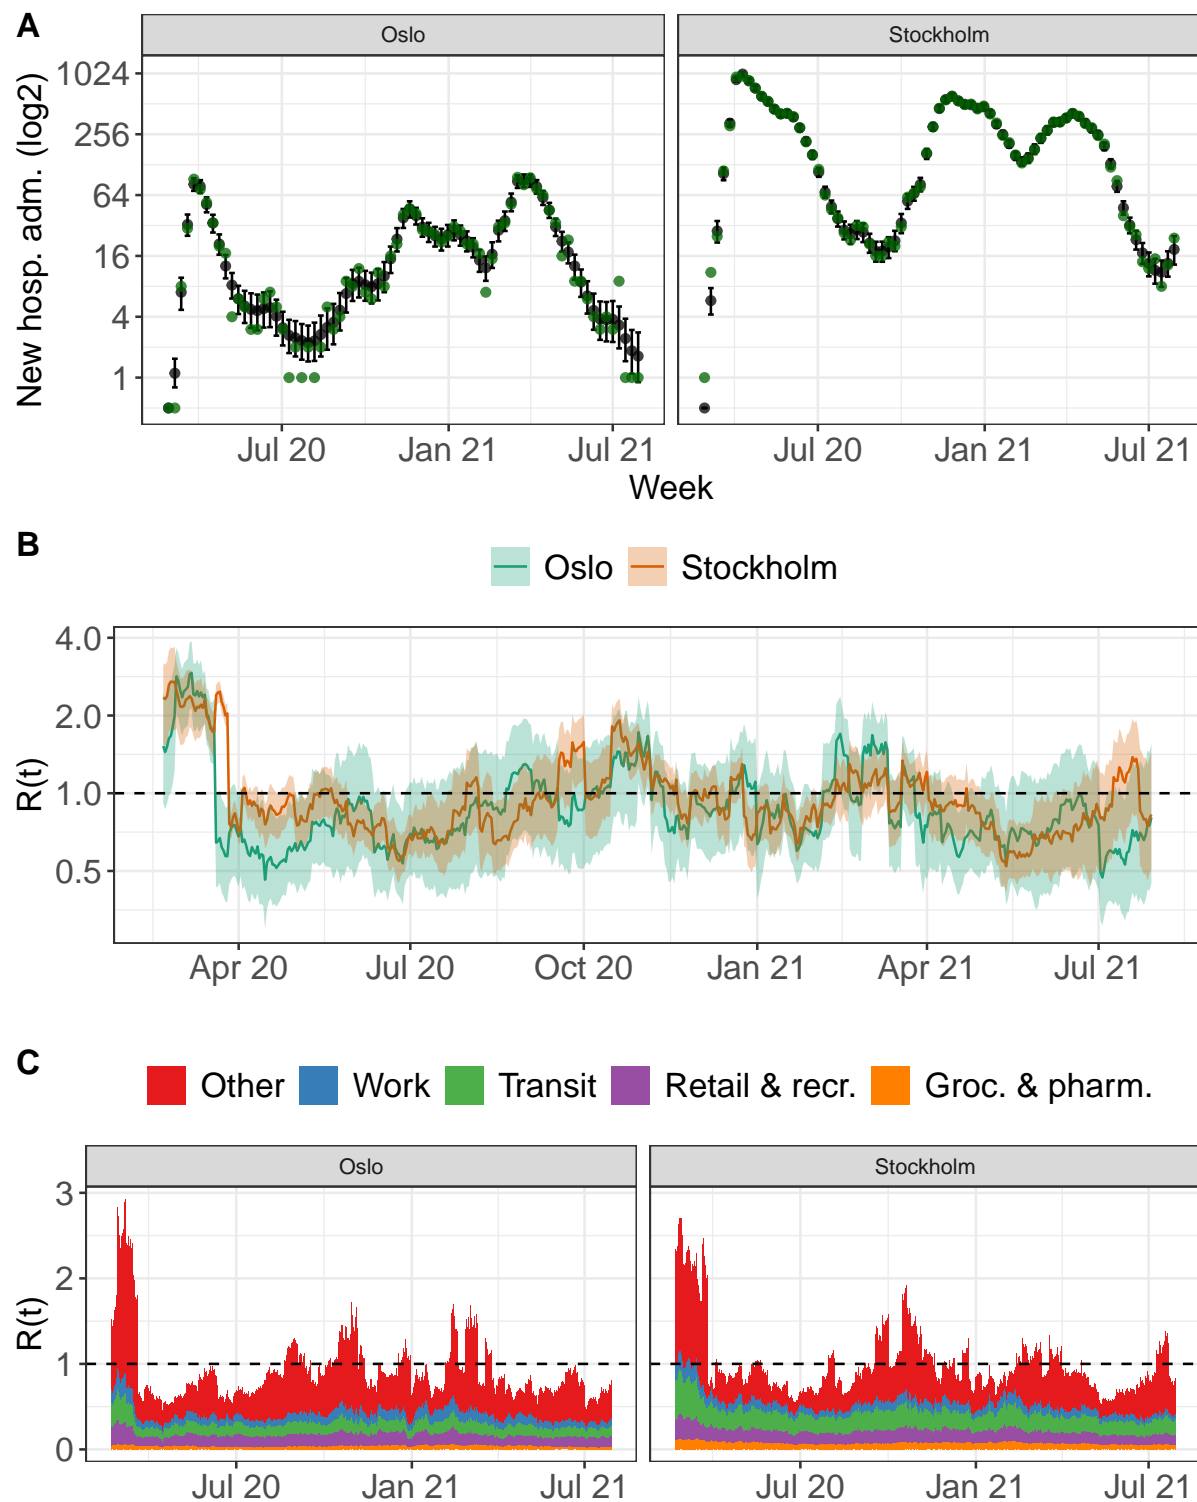 A
Oslo
Stockholm
New hosp. adm. (log2)
1024
256
64
16
4
1
Jul 20
Jan 21
Jul 21
Jul 20
Jan 21
Jul 21
Week
B
Oslo
Stockholm
R(t)
4.0
2.0
1.0
0.5
Apr 20
Jul 20
Oct 20
Jan 21
Apr 21
Jul 21
C
Other
Work
Transit
Retail & recr.
Groc. & pharm.
Oslo
Stockholm
R(t)
3
2
1
0
Jul 20
Jan 21
Jul 21
Jul 20
Jan 21
Jul 21